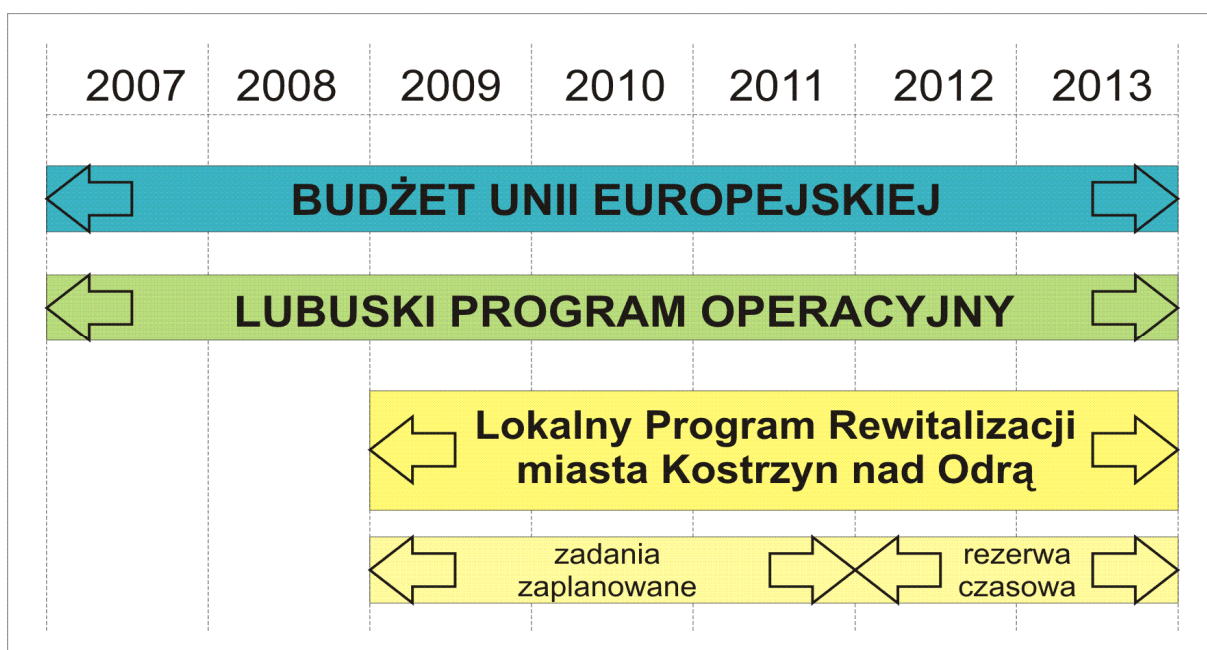 2007 2008 2009 2010 2011 2012 2013
BUDŻET UNII EUROPEJSKIEJ
LUBUSKI PROGRAM OPERACYJNY
Lokalny Program Rewitalizacji
miasta Kostrzyn nad Odrą
zadania
zaplanowane
rezerwa
czasowa